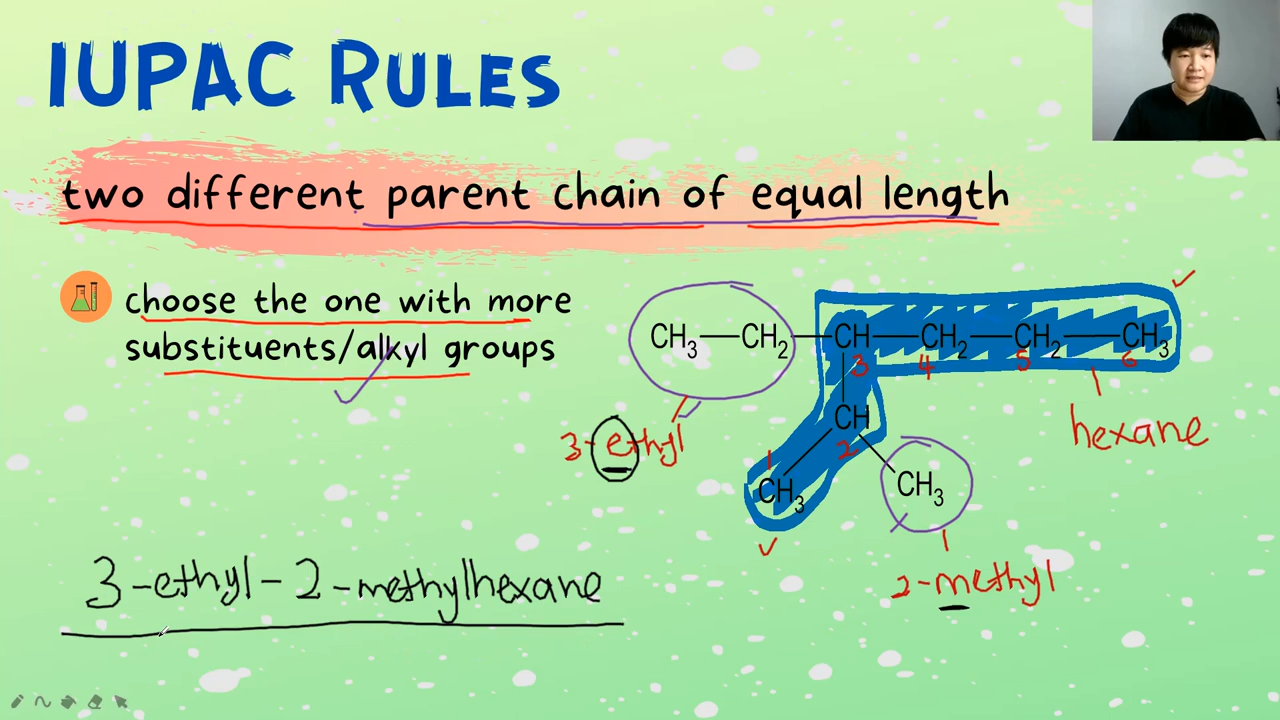 IUPAC RULES
two different parent chain of equal length
choose the one with more
substituents/alkyl groups
CH3 CH2 CH CH2 CH2 CH3
3 4 5 6
hexane
CH
2
3-ethyl
1
CH3 CH3
2-methyl
3-ethyl-2-methylhexane